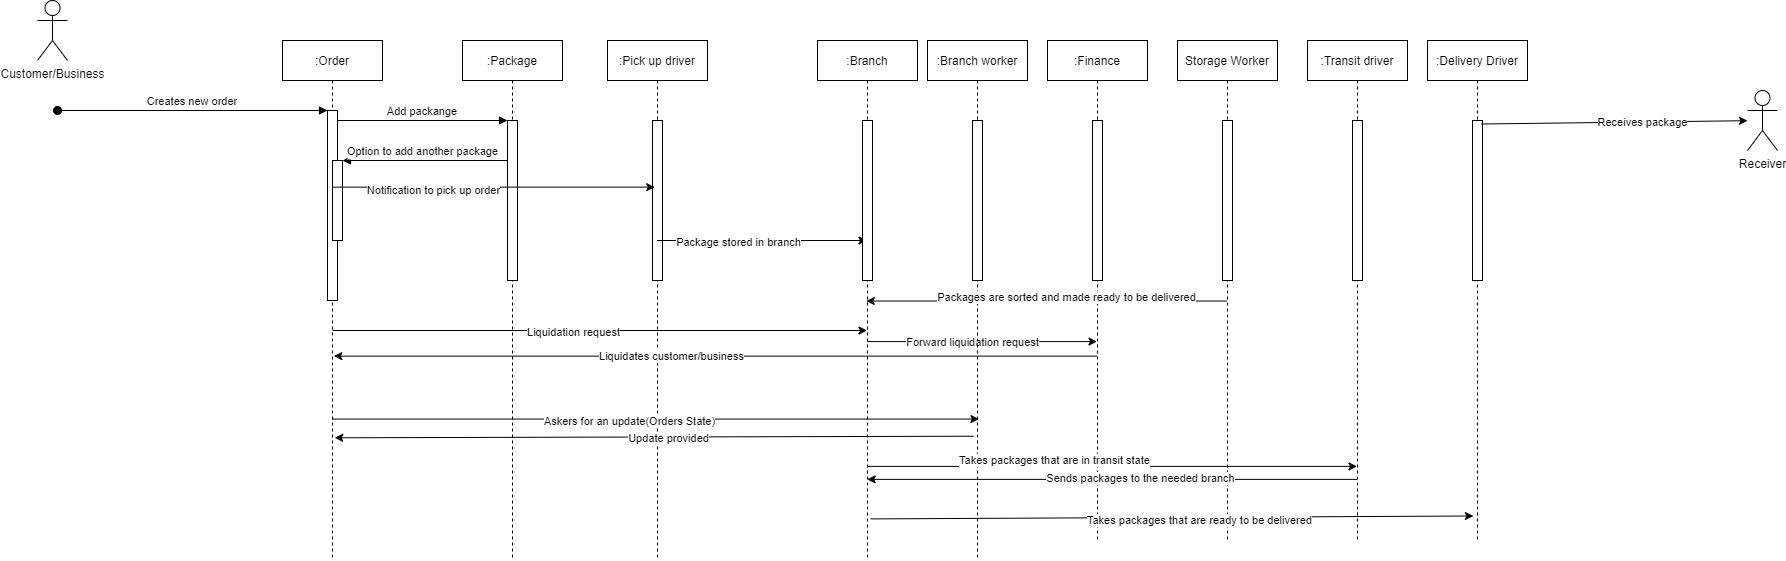 Customer/Business
:Order
:Package
:Pick up driver
:Branch
:Branch worker
:Finance
Storage Worker
:Transit driver
:Delivery Driver
Receiver
Creates new order
Add packange
Receives package
Option to add another package
Notification to pick up order
Package stored in branch
Packages are sorted and made ready to be delivered
Liquidation request
Forward liquidation request
Liquidates customer/business
Askers for an update(Orders State)
Update provided
Takes packages that are in transit state
Sends packages to the needed branch
Takes packages that are ready to be delivered